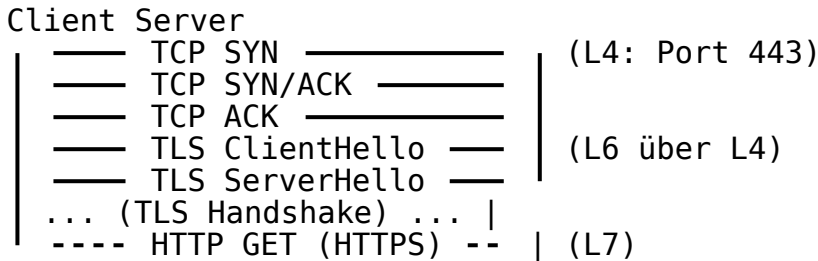 Client Server
TCP SYN (L4: Port 443)
TCP SYN/ACK
TCP ACK
TLS ClientHello (L6 über L4)
TLS ServerHello
... (TLS Handshake) ... |
---- HTTP GET (HTTPS) -- | (L7)